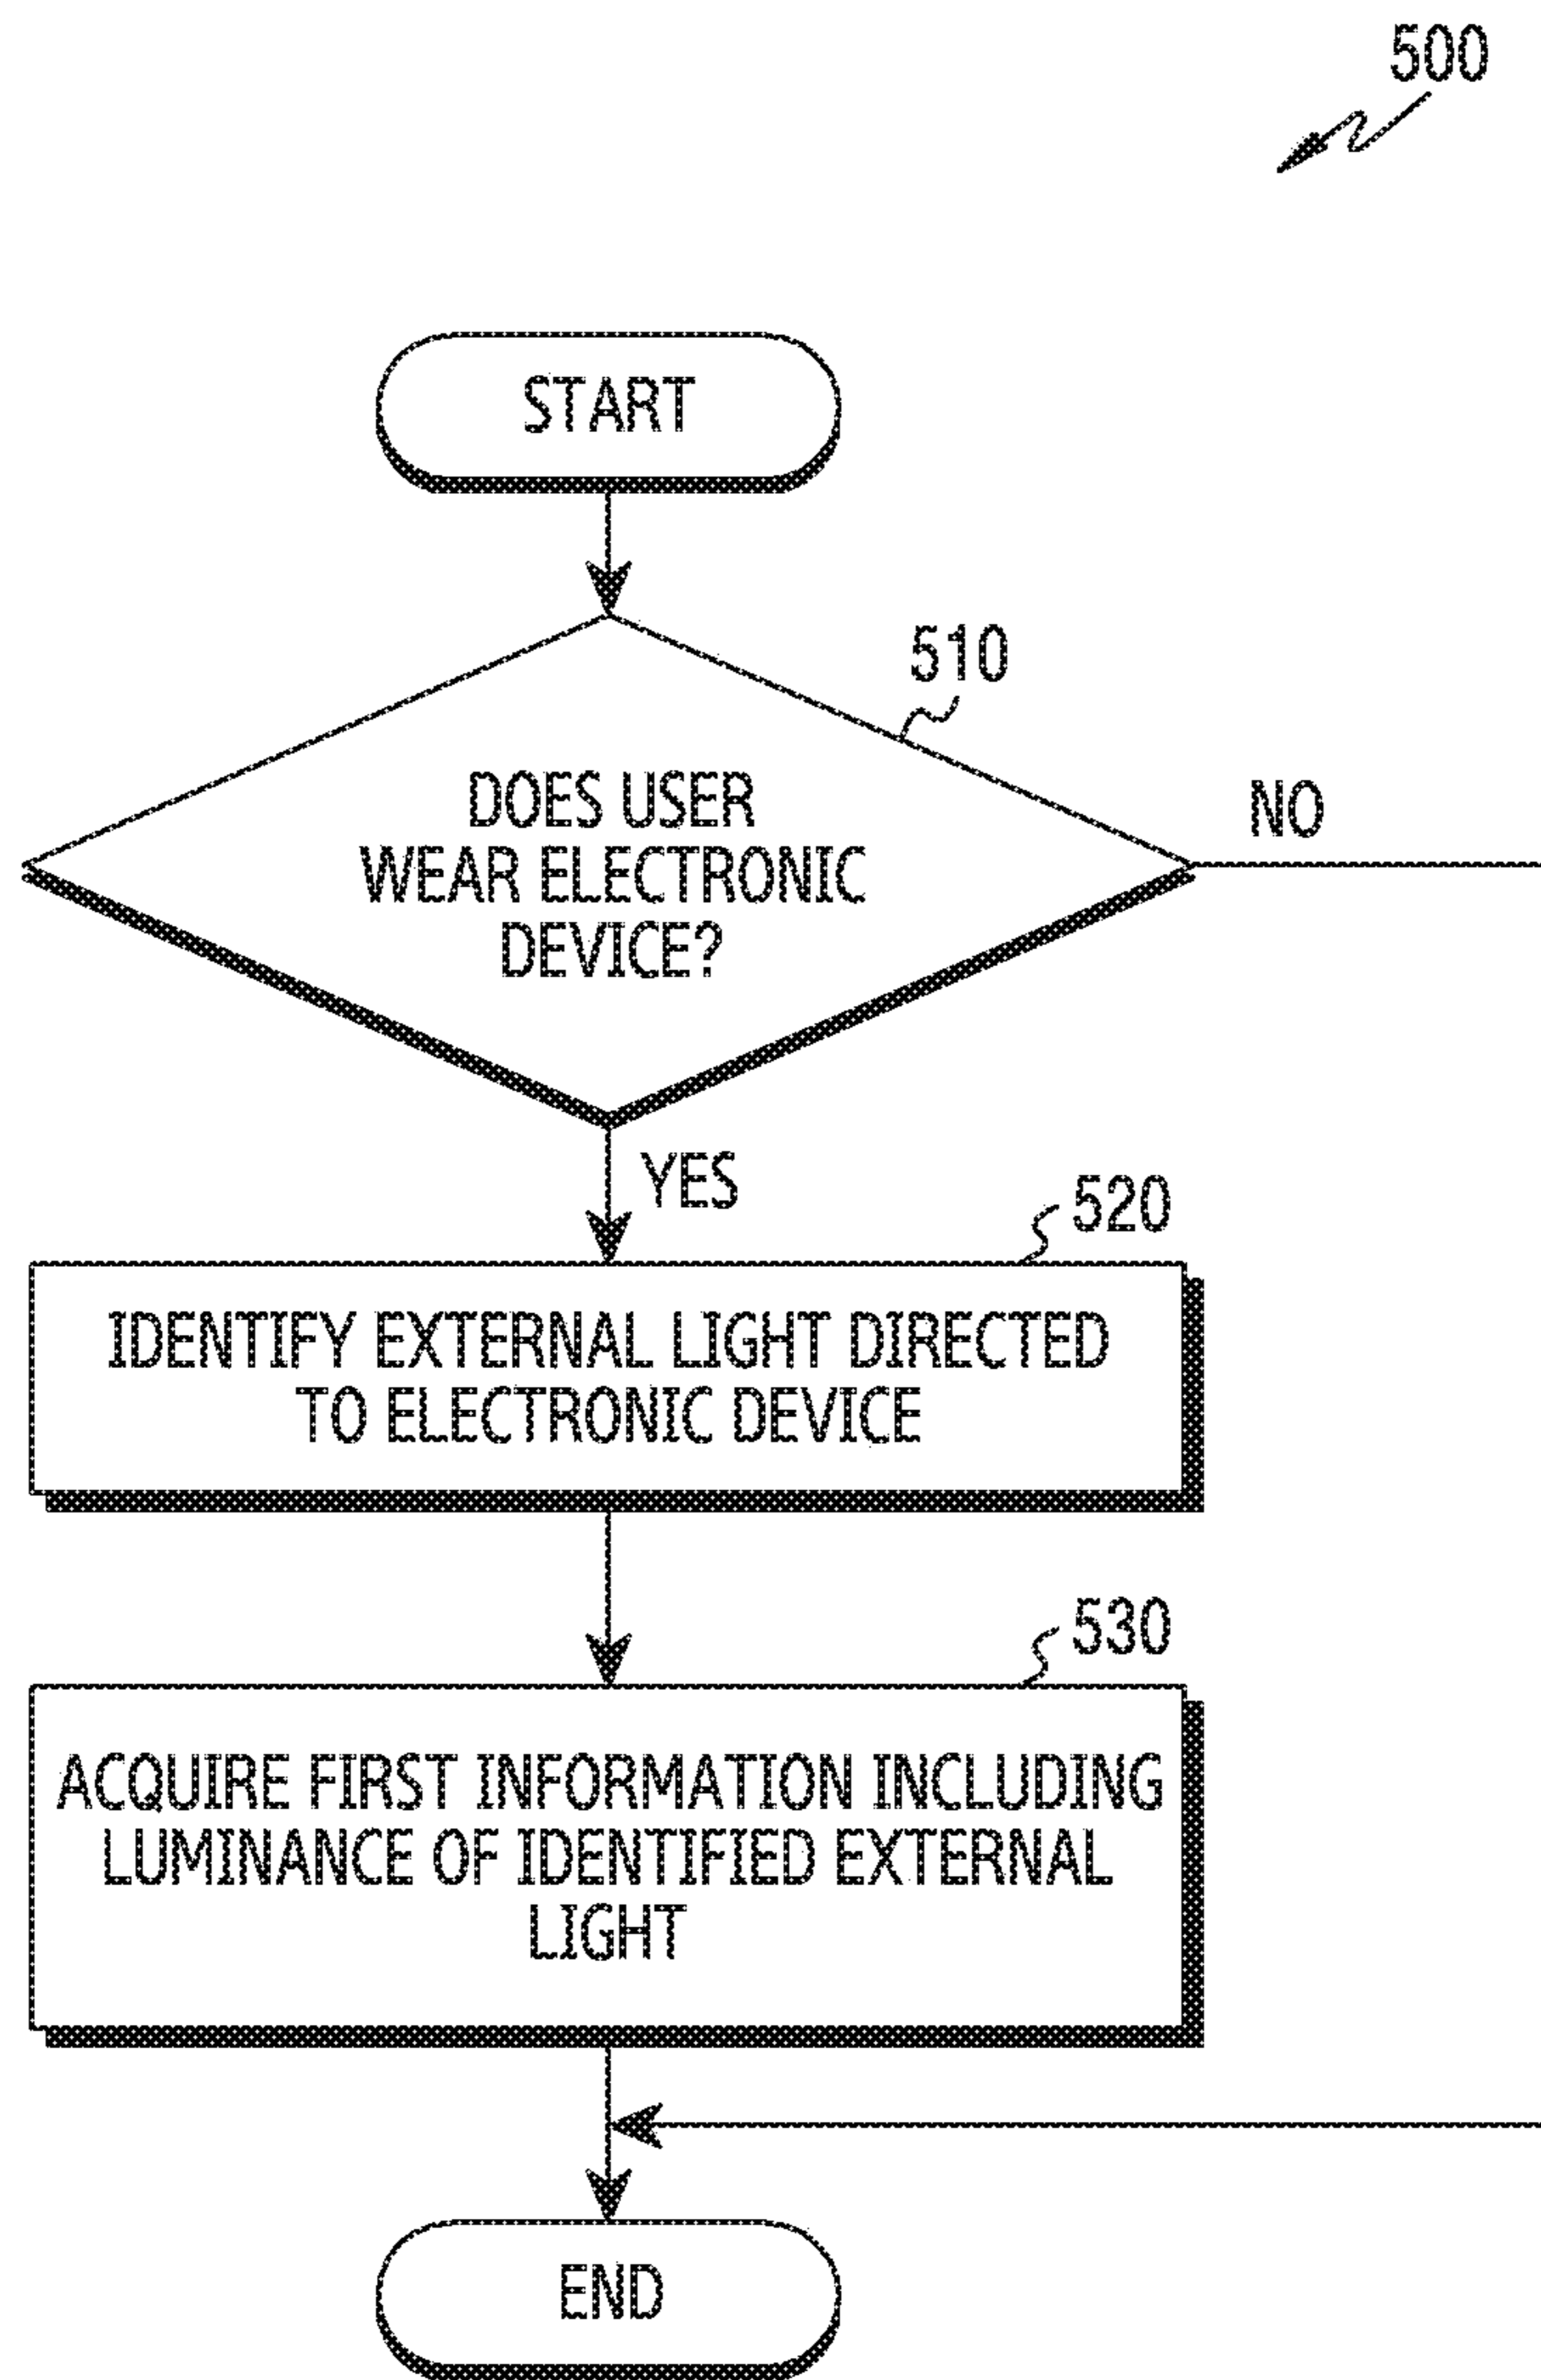 500
START
510
DOES USER
WEAR ELECTRONIC
DEVICE?
NO
YES
520
IDENTIFY EXTERNAL LIGHT DIRECTED
TO ELECTRONIC DEVICE
530
ACQUIRE FIRST INFORMATION INCLUDING
LUMINANCE OF IDENTIFIED EXTERNAL
LIGHT
END